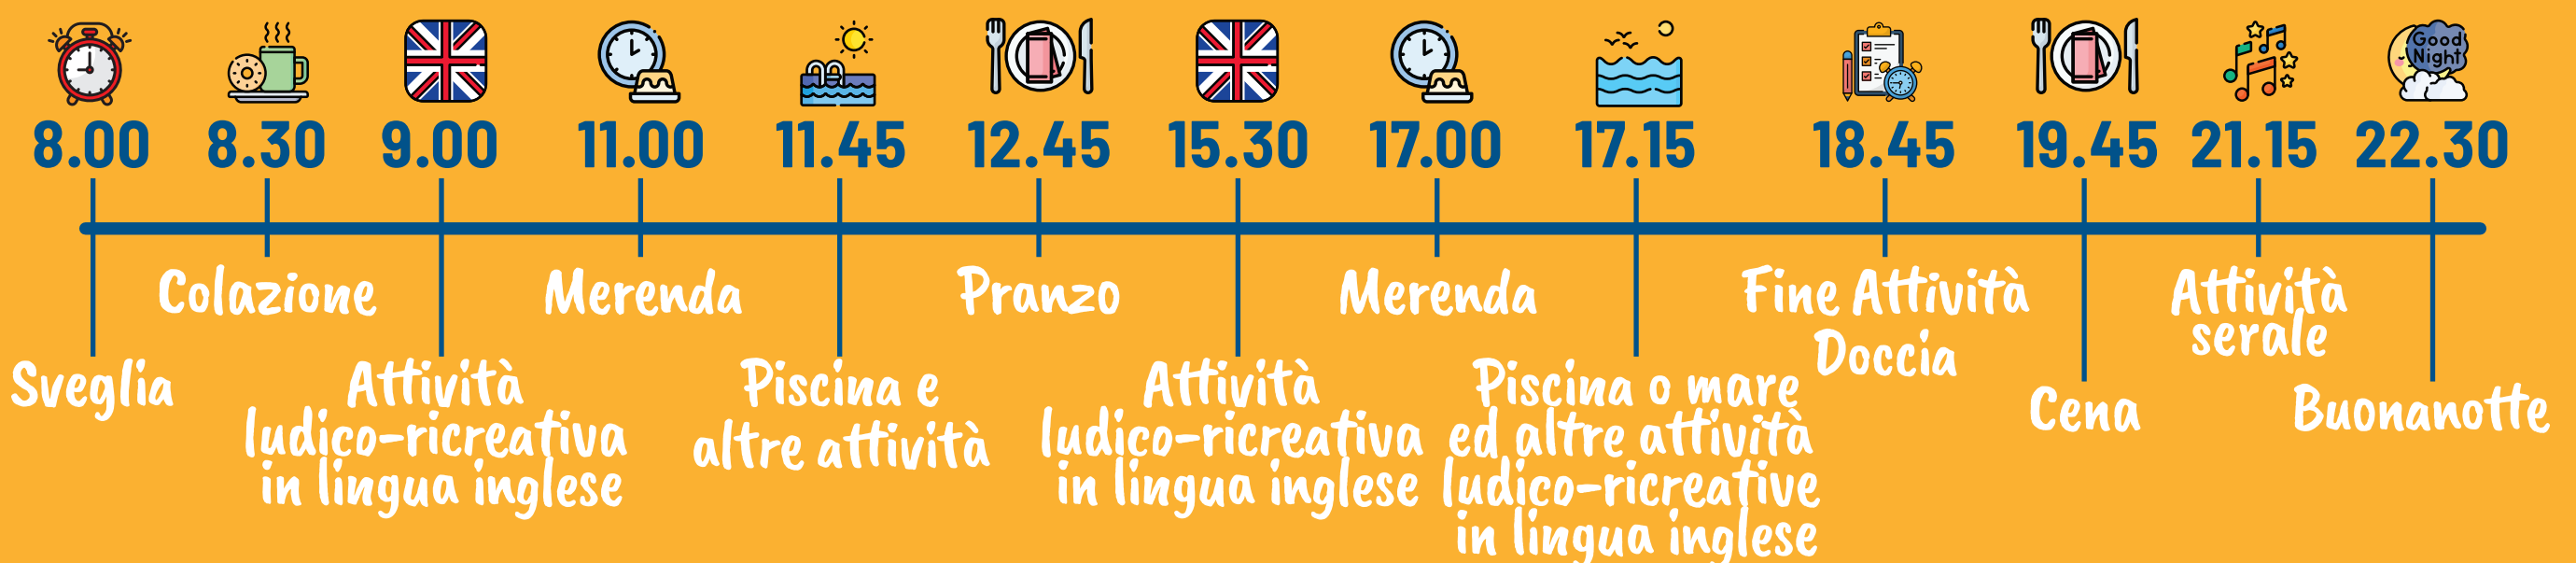 Good
Night
8.00
8.30
9.00
11.00
11.45
12.45
15.30
17.00
17.15
18.45
19.45
21.15
22.30
Sveglia
Colazione
Attività
ludico-ricreativa
in lingua inglese
Merenda
Piscina e
altre attività
Pranzo
Attività
ludico-ricreativa
in lingua inglese
Merenda
Piscina o mare
ed altre attività
ludico-ricreative
in lingua inglese
Fine Attività
Doccia
Cena
Attività
serale
Buonanotte